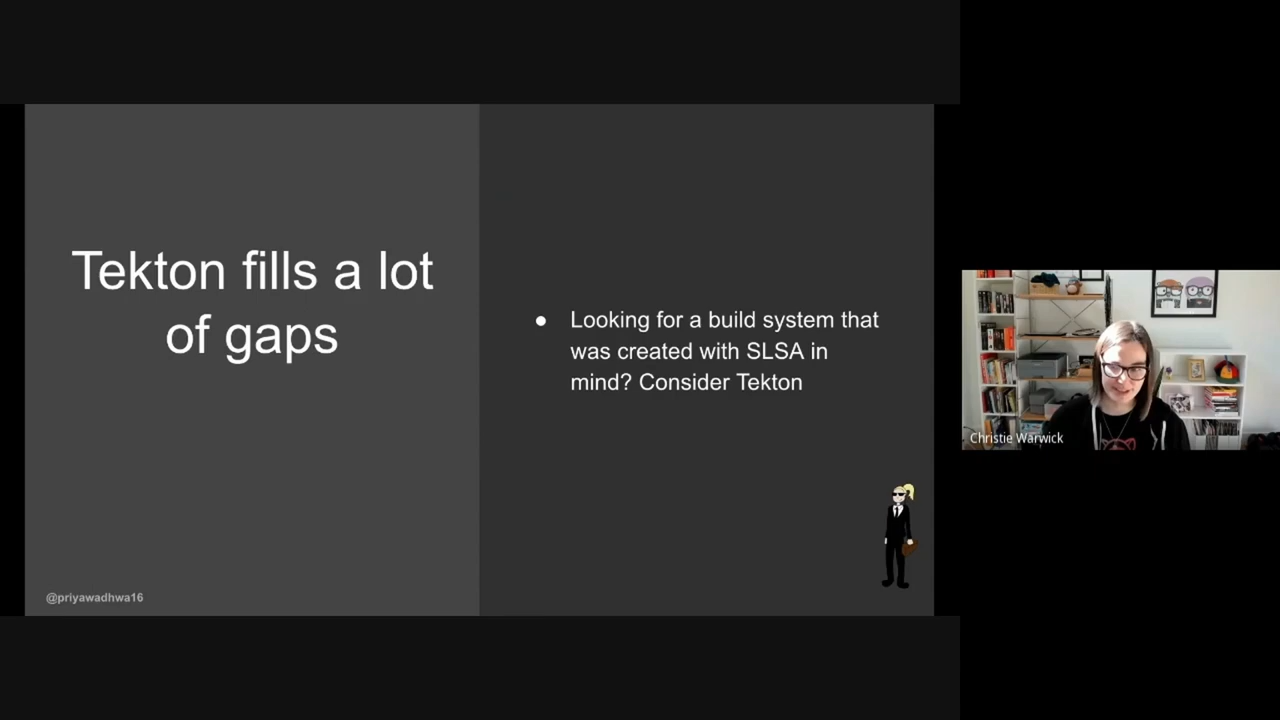 Tekton fills a lot
of gaps
● Looking for a build system that
was created with SLSA in
mind? Consider Tekton
@priyawadhwa16
Christie Warwick